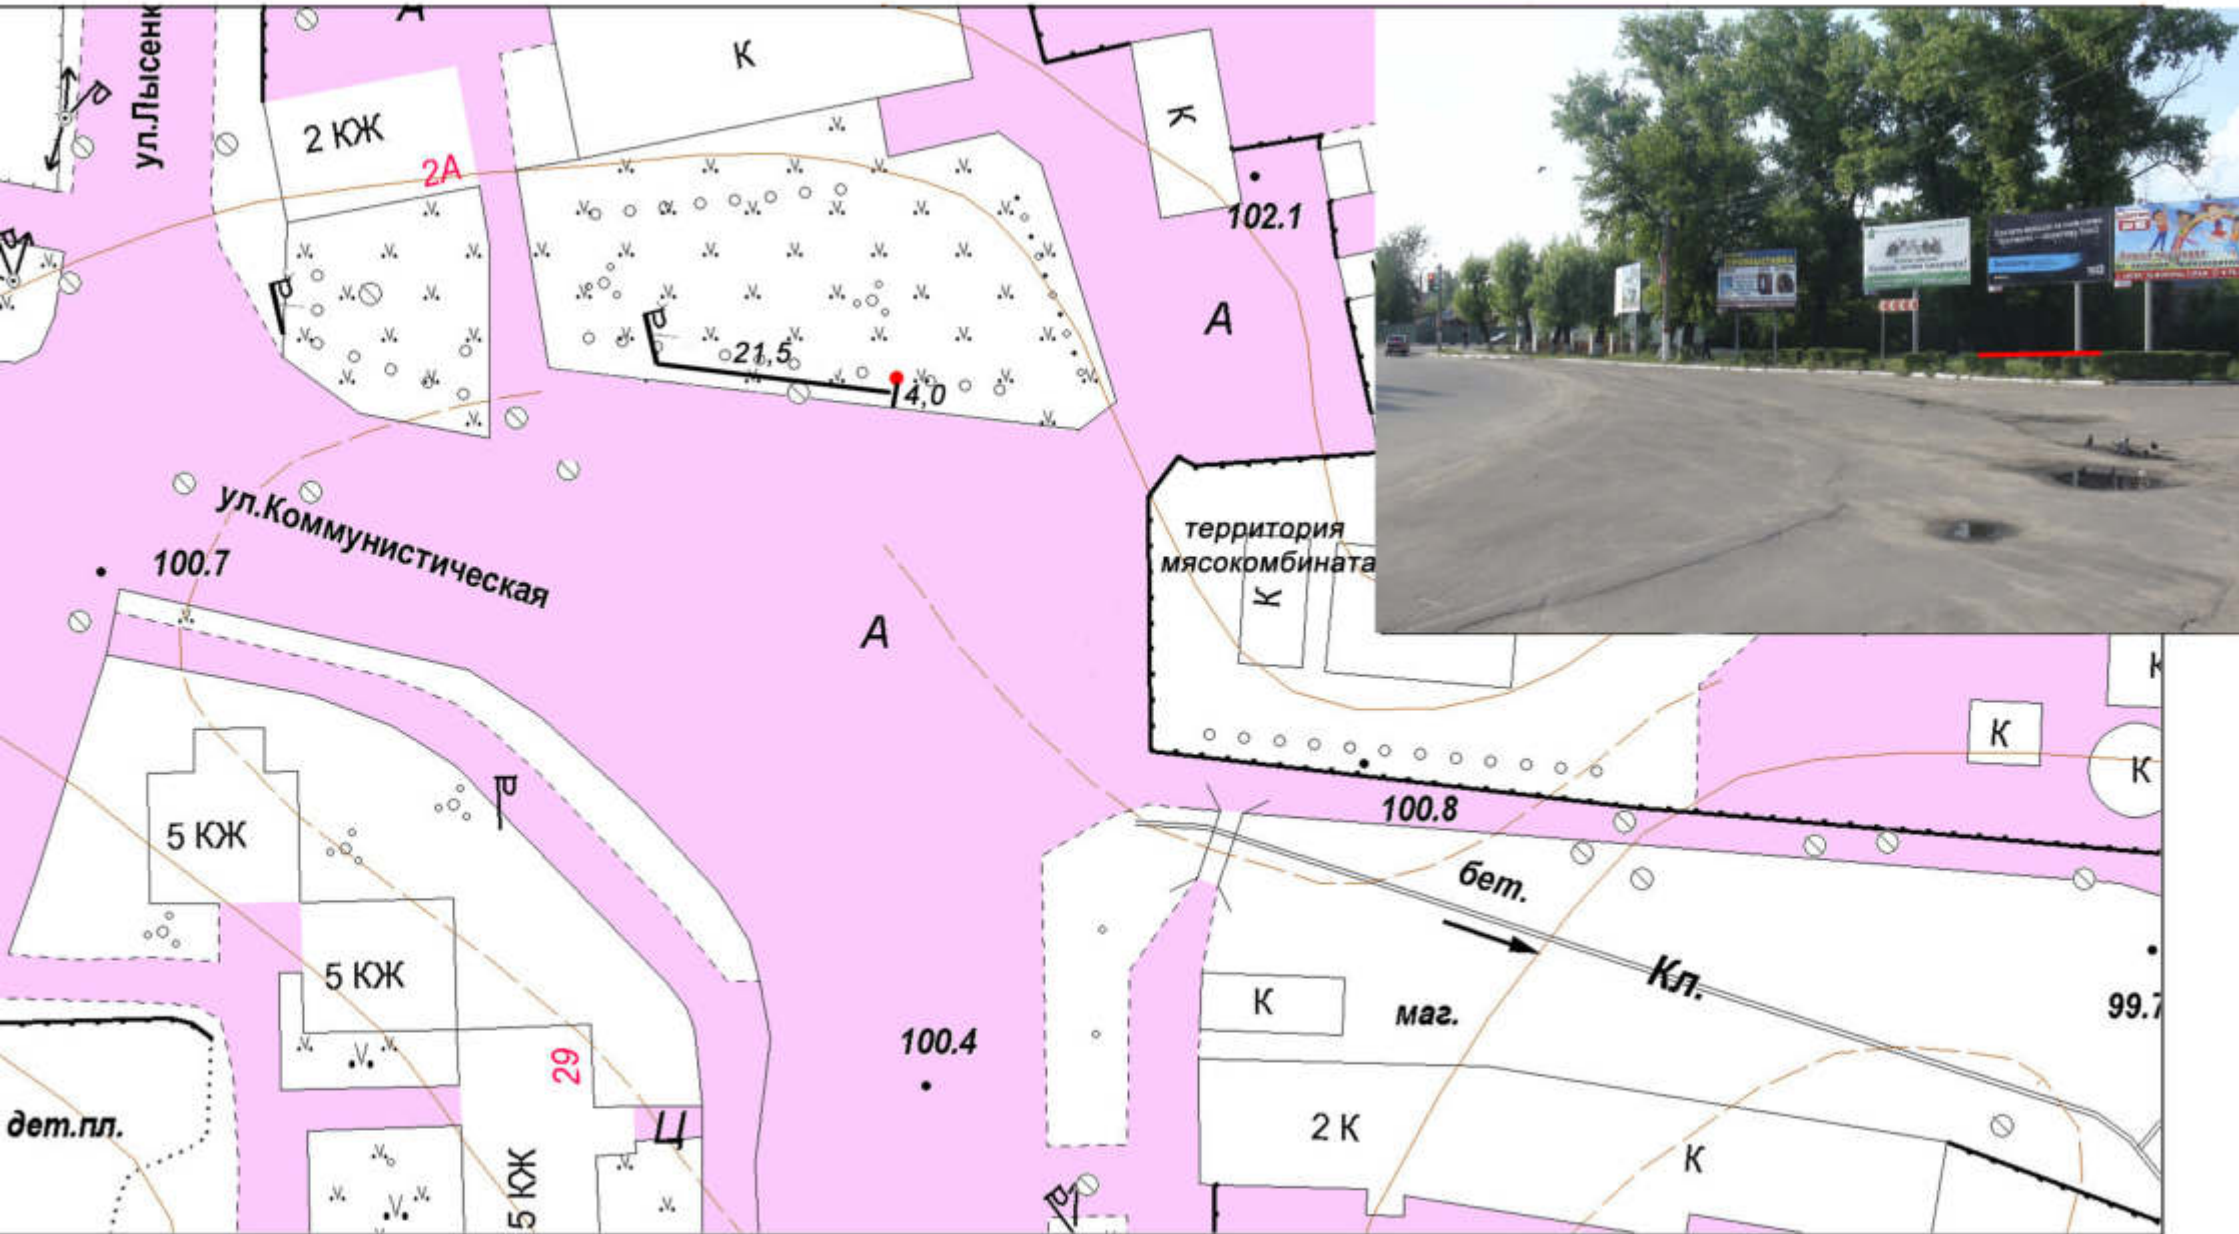 А
ул.Лысенк
К
2 КЖ
2А
К
102.1
А
21,5
4,0
территория
мясокомбината
К
ул.Коммунистическая
100.7
А
К
К
К
100.8
5 КЖ
бет.
5 КЖ
Кл.
К
маг.
99.7
100.4
29
дет.пл.
Ц
2 К
К
5 КЖ